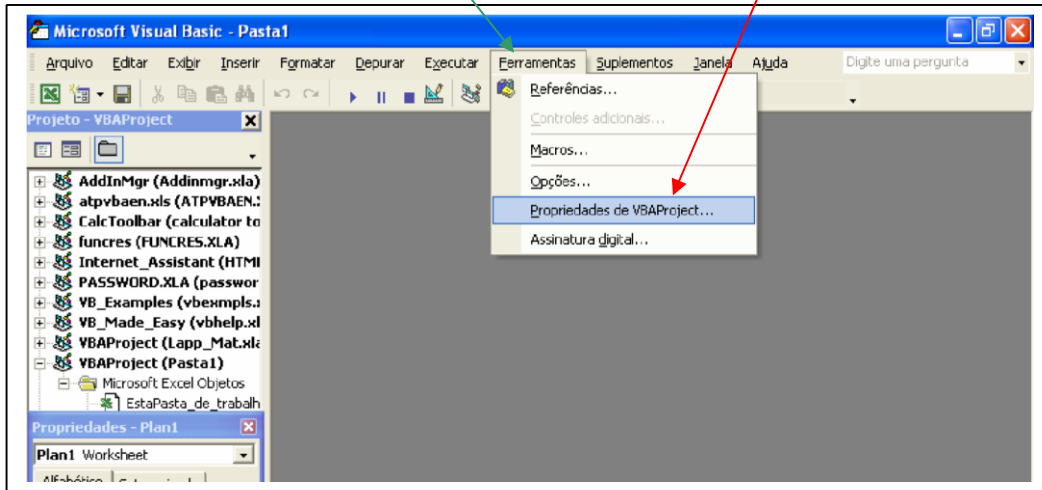 Microsoft Visual Basic - Pasta1
Arquivo Editar Exibir Inserir Formatar Depurar Executar Ferramentas Suplementos Janela Ajuda Digite uma pergunta
Referências...
Projeto - VBAProject
Controles adicionais...
Macros...
Opções...
Propriedades de VBAProject...
Assinatura digital...
AddInMgr (Addinmgr.xla)
atpvbaen.xls (ATPVBAEN.
CalcToolbar (calculator to
funcres (FUNCRES.XLA)
Internet_Assistant (HTML
PASSWORD.XLA (passwor
VB_Examples (vbexmpls.
VB_Made_Easy (vbhelp.xl
VBAProject (Lapp_Mat.xla
VBAProject (Pasta1)
Microsoft Excel Objetos
EstaPasta_de_trabalh
Propriedades - Plan1
Plan1 Worksheet
Alfabético